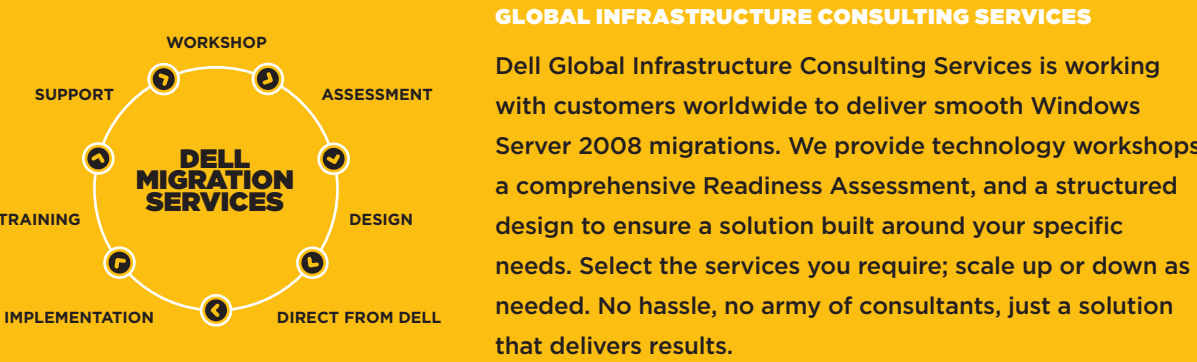 WORKSHOP
SUPPORT
ASSESSMENT
DELL
MIGRATION
SERVICES
TRAINING
DESIGN
IMPLEMENTATION
DIRECT FROM DELL
GLOBAL INFRASTRUCTURE CONSULTING SERVICES
Dell Global Infrastructure Consulting Services is working
with customers worldwide to deliver smooth Windows
Server 2008 migrations. We provide technology workshops
a comprehensive Readiness Assessment, and a structured
design to ensure a solution built around your specific
needs. Select the services you require; scale up or down as
needed. No hassle, no army of consultants, just a solution
that delivers results.